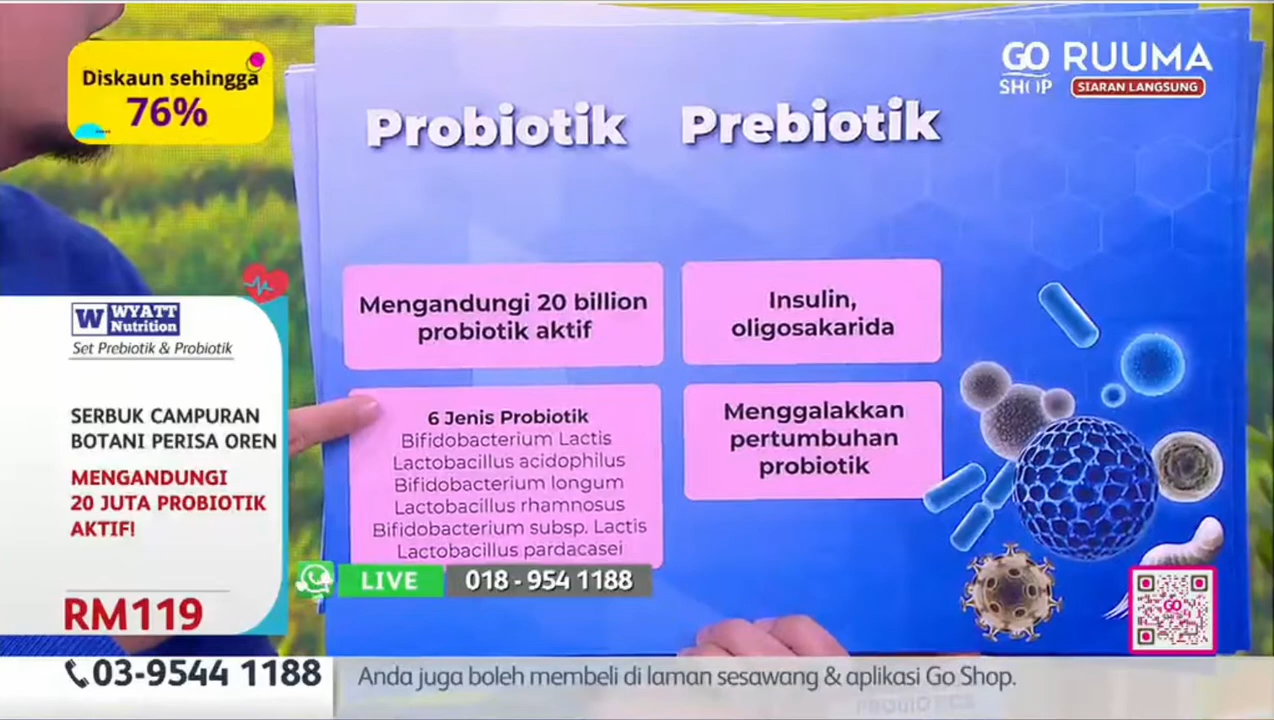 Diskaun sehingga
76%
GO
SHOP
RUUMA
SIARAN LANGSUNG
Probiotik
Prebiotik
Mengandungi 20 billion
probiotik aktif
Insulin,
oligosakarida
6 Jenis Probiotik
Bifidobacterium Lactis
Lactobacillus acidophilus
Bifidobacterium longum
Lactobacillus rhamnosus
Bifidobacterium subsp. Lactis
Lactobacillus pardacasei
Menggalakkan
pertumbuhan
probiotik
W WYATT
Nutrition
Set Prebiotik & Probiotik
SERBUK CAMPURAN
BOTANI PERISA OREN
MENGANDUNGI
20 JUTA PROBIOTIK
AKTIF!
RM119
LIVE
018 - 954 1188
GO
SHOP
03-9544 1188
Anda juga boleh membeli di laman sesawang & aplikasi Go Shop.
PROBIOTICS